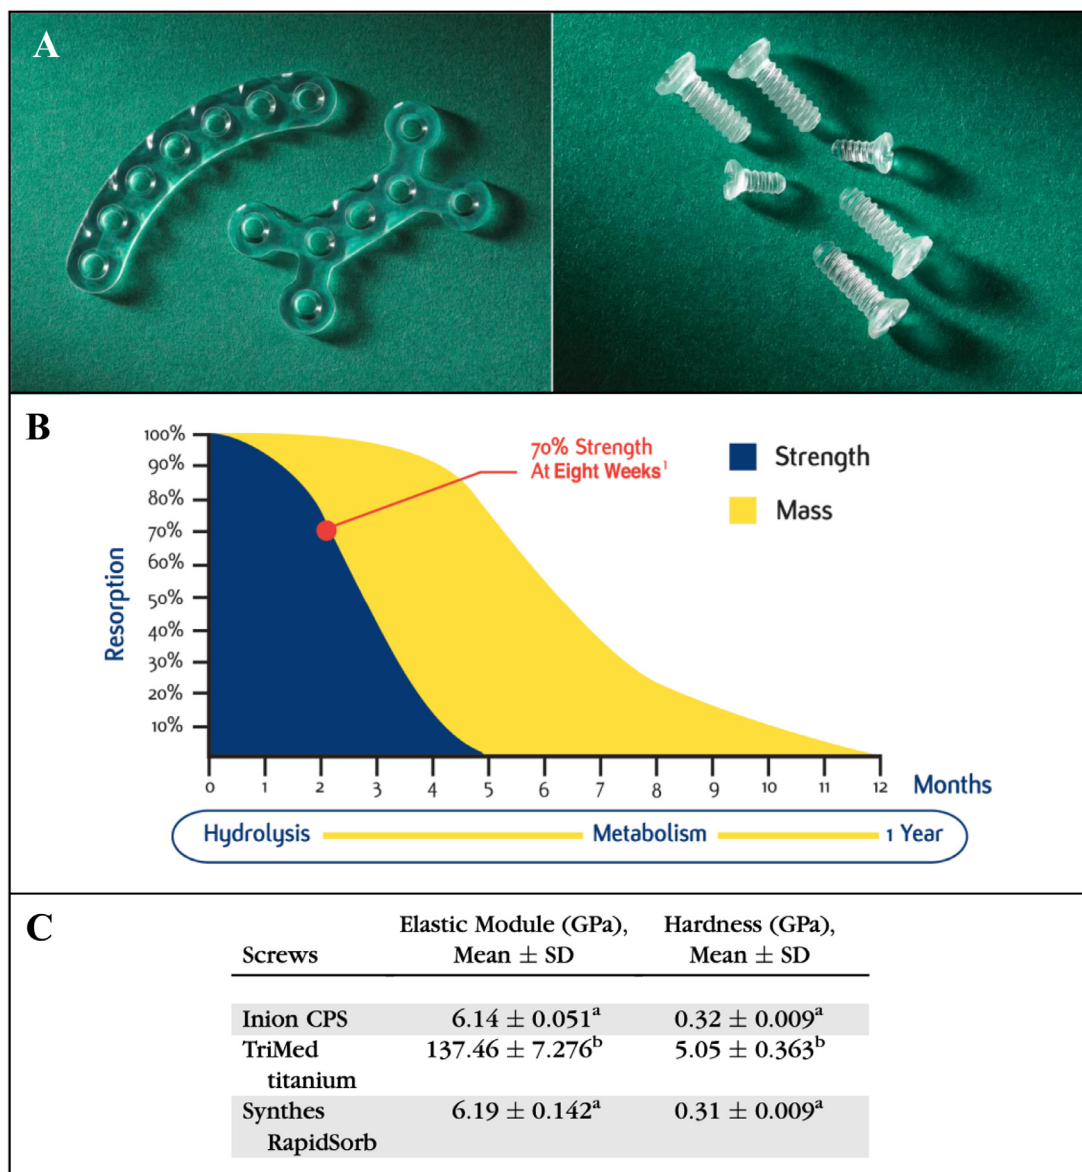 A
B
100%
90%
80%
70%
60%
50%
40%
30%
20%
10%
Resorption
70% Strength
At Eight Weeks¹
Strength
Mass
0 1 2 3 4 5 6 7 8 9 10 11 12 Months
Hydrolysis Metabolism 1 Year
C
Elastic Module (GPa), Hardness (GPa),
Screws Mean ± SD Mean ± SD
Inion CPS 6.14 ± 0.051ᵃ 0.32 ± 0.009ᵃ
TriMed 137.46 ± 7.276ᵇ 5.05 ± 0.363ᵇ
titanium
Synthes 6.19 ± 0.142ᵃ 0.31 ± 0.009ᵃ
RapidSorb